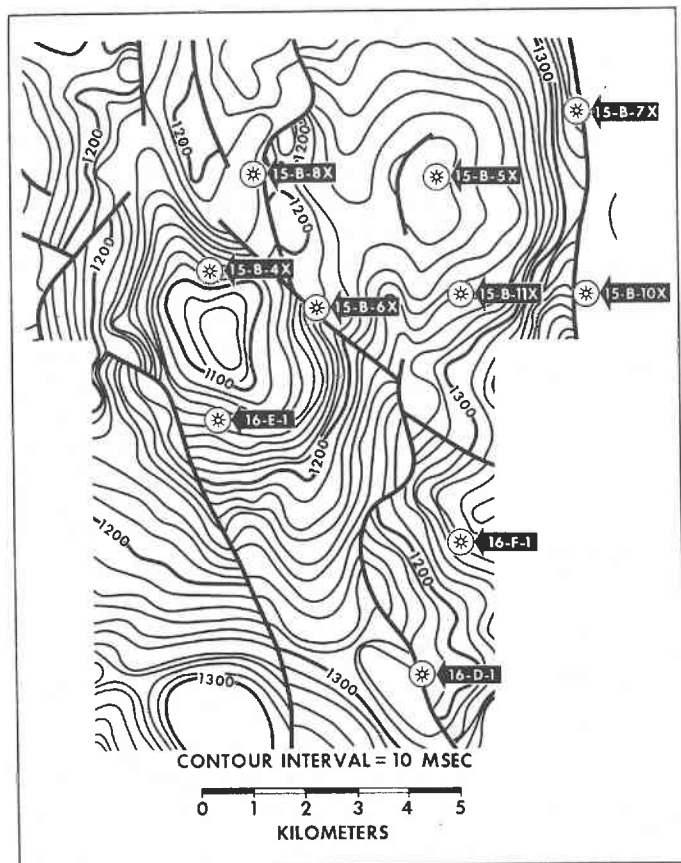 1300
15-B-7X
1200
1200
15-B-8X
1200
15-B-5X
1200
1200
15-B-4X
15-B-11X
15-B-10X
15-B-6X
1100
1300
16-E-1
1200
1200
16-F-1
1200
16-D-1
1300
1300
CONTOUR INTERVAL = 10 MSEC
0 1 2 3 4 5
KILOMETERS